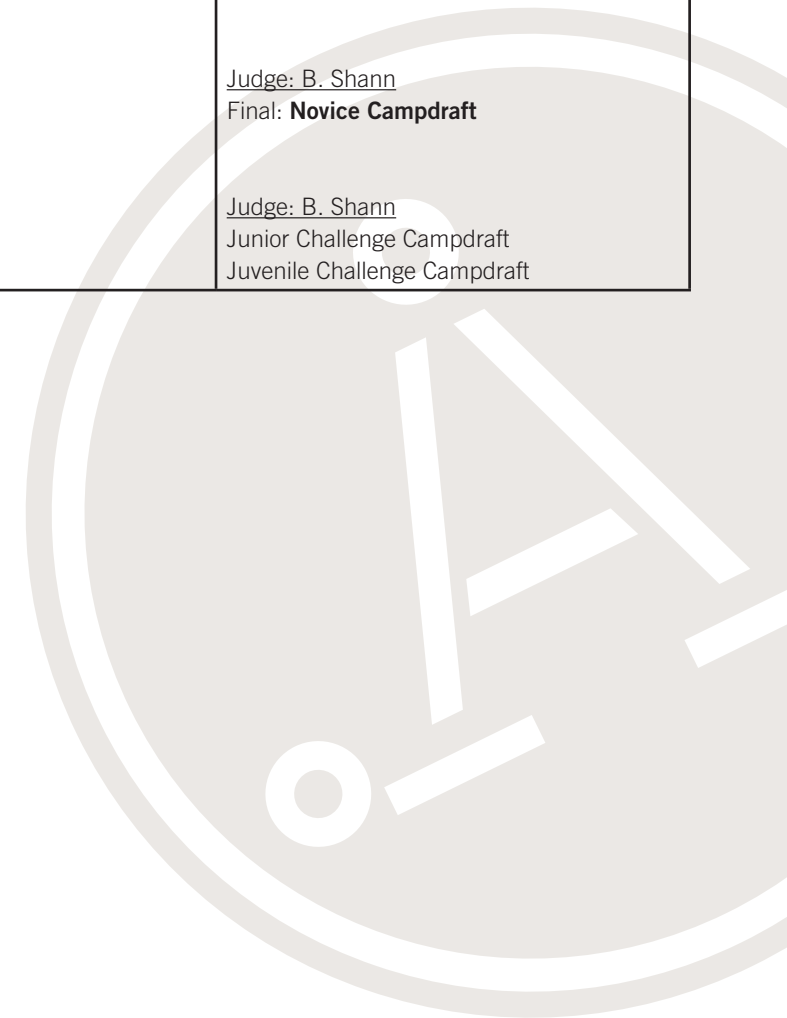 Judge: B. Shann
Final: Novice Campdraft
Judge: B. Shann
Junior Challenge Campdraft
Juvenile Challenge Campdraft